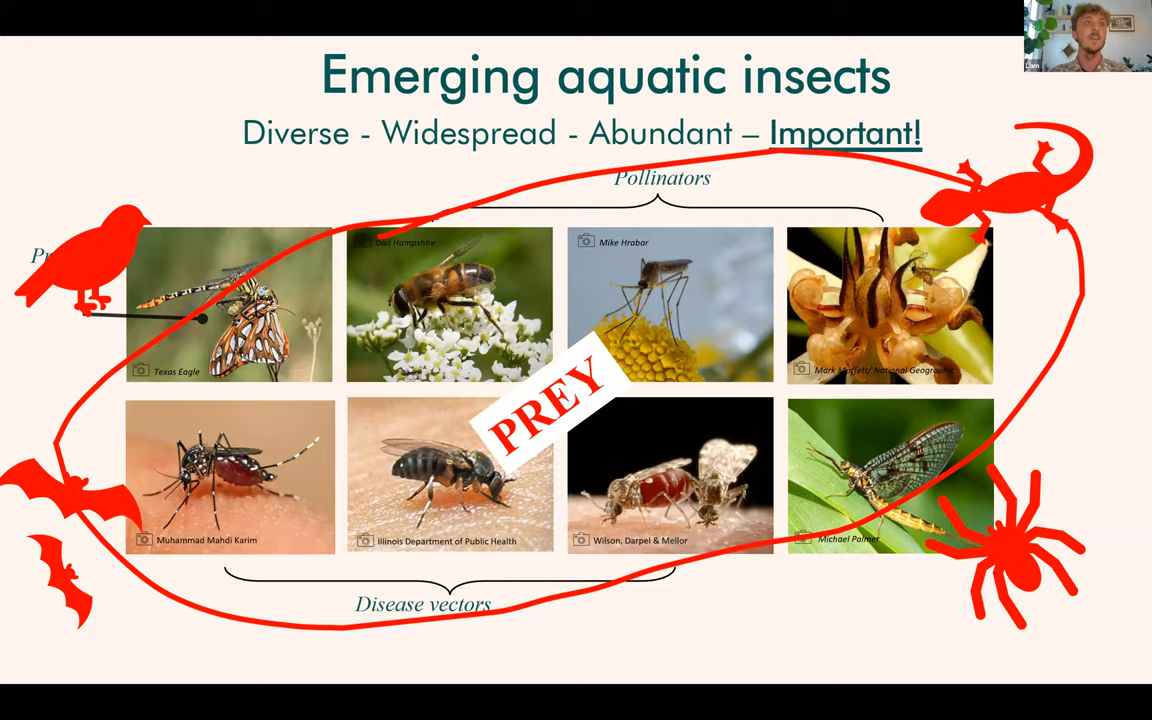 Liam
Emerging aquatic insects
Diverse - Widespread - Abundant – Important!
Pollinators
Gail Hampshire
Mike Hrabar
Texas Eagle
Mark Moffett/ National Geographic
PREY
Muhammad Mahdi Karim
Illinois Department of Public Health
Wilson, Darpel & Mellor
Michael Palmer
Disease vectors